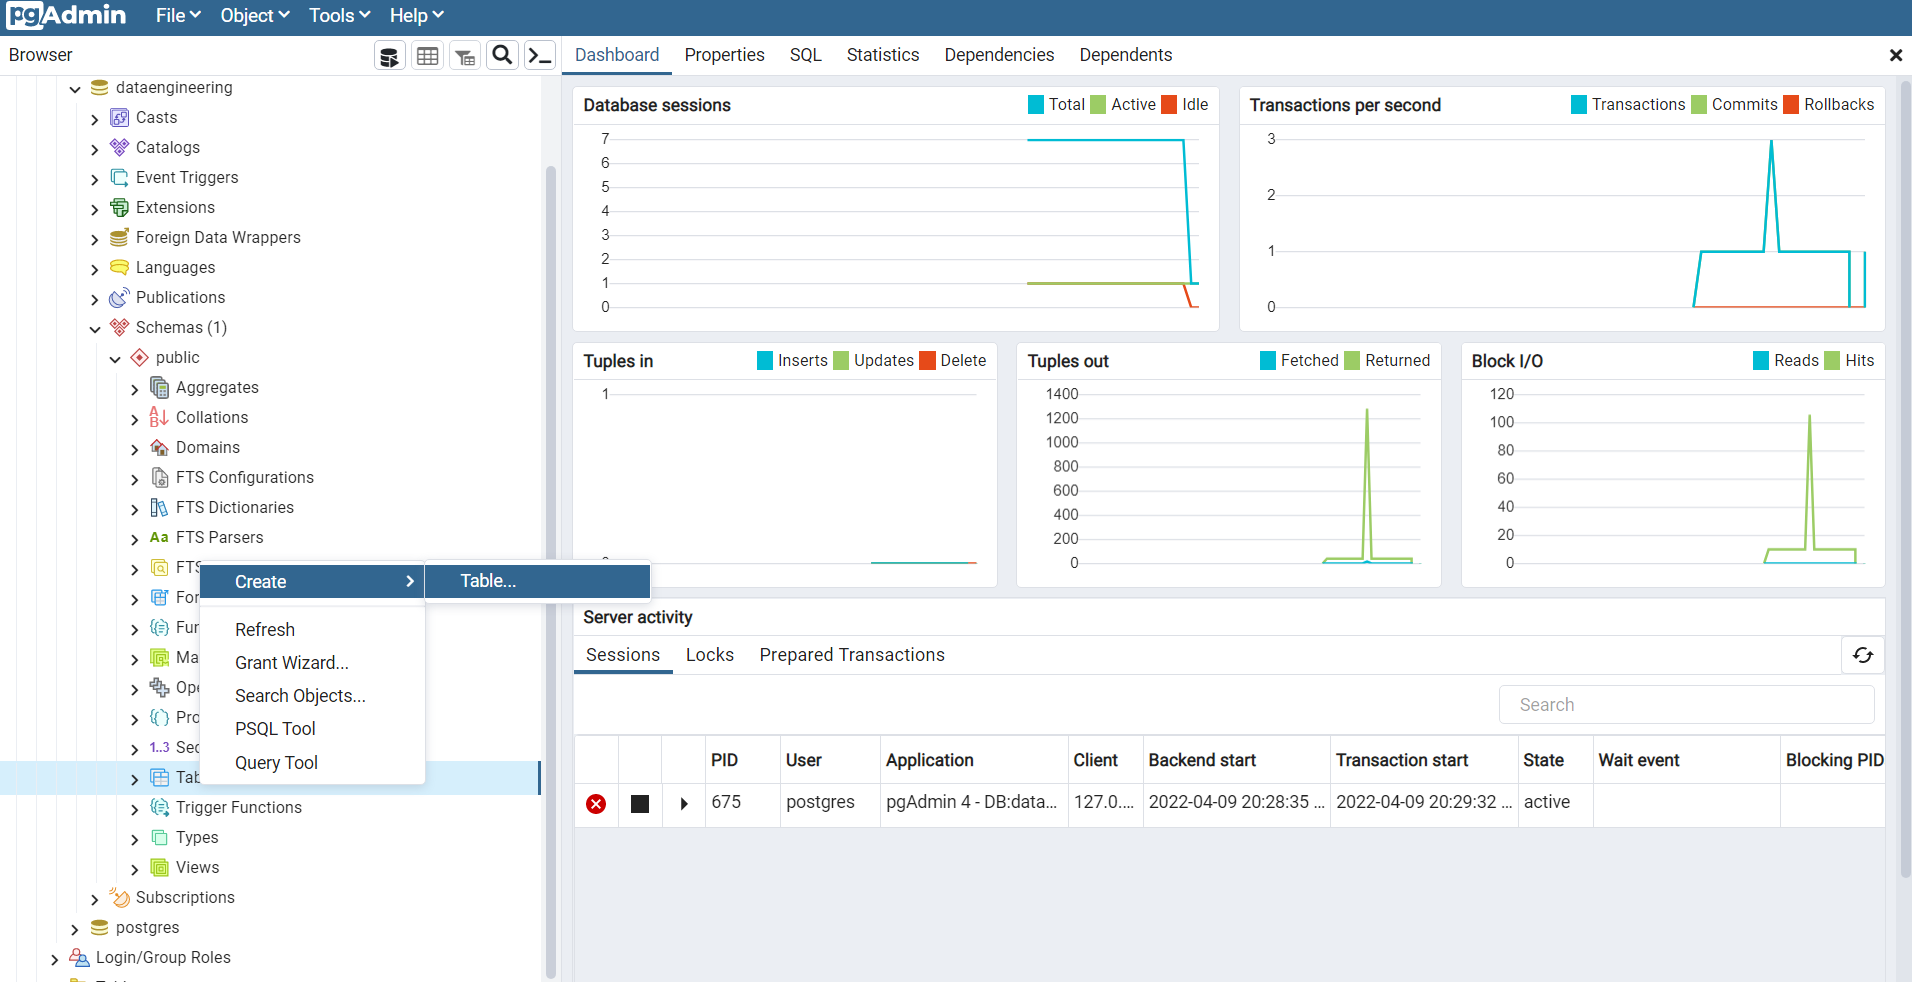 pgAdmin File Object Tools Help
Browser
Dashboard Properties SQL Statistics Dependencies Dependents
dataengineering
Casts
Catalogs
Event Triggers
Extensions
Foreign Data Wrappers
Languages
Publications
Schemas (1)
public
Aggregates
Collations
Domains
FTS Configurations
FTS Dictionaries
Aa FTS Parsers
FTS
For
Fun
Ma
Ope
Pro
1..3 Sec
Tab
Trigger Functions
Types
Views
Subscriptions
postgres
Login/Group Roles
Create
Table...
Refresh
Grant Wizard...
Search Objects...
PSQL Tool
Query Tool
Database sessions Total Active Idle
7
6
5
4
3
2
1
0
Transactions per second Transactions Commits Rollbacks
3
2
1
0
Tuples in Inserts Updates Delete
1
Tuples out Fetched Returned
1400
1200
1000
800
600
400
200
0
Block I/O Reads Hits
120
100
80
60
40
20
0
Server activity
Sessions Locks Prepared Transactions
Search
PID User Application Client Backend start Transaction start State Wait event Blocking PID
675 postgres pgAdmin 4 - DB:data... 127.0.... 2022-04-09 20:28:35 ... 2022-04-09 20:29:32 ... active